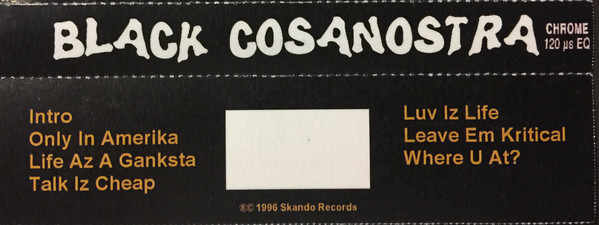 BLACK COSANOSTRA
CHROME
120 µs EQ
Intro
Only In Amerika
Life Az A Ganksta
Talk Iz Cheap
Luv Iz Life
Leave Em Kritical
Where U At?
℗© 1996 Skando Records